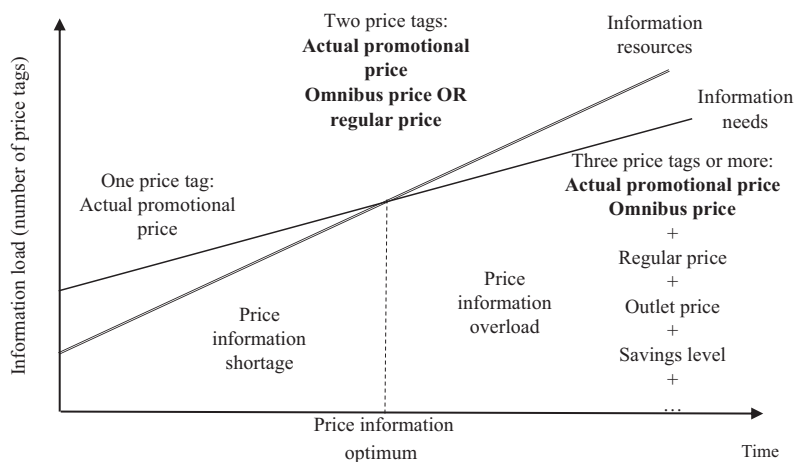 Two price tags:
Actual promotional
price
Omnibus price OR
regular price
Information
resources
Information
needs
One price tag:
Actual promotional
price
Three price tags or more:
Actual promotional price
Omnibus price
+
Regular price
+
Outlet price
+
Savings level
+
…
Price
information
shortage
Price
information
overload
Information load (number of price tags)
Price information
optimum
Time